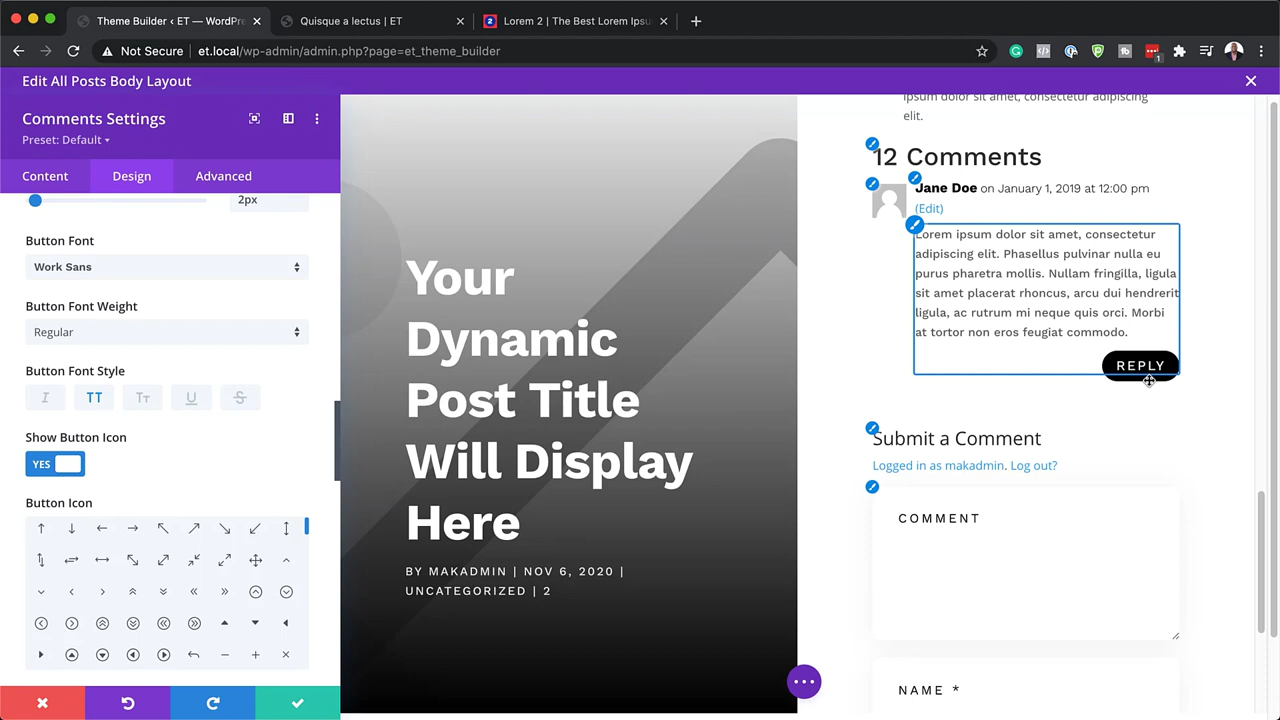 Theme Builder ‹ ET — WordPre
Quisque a lectus | ET
Lorem 2 | The Best Lorem Ipsu
Not Secure
et.local/wp-admin/admin.php?page=et_theme_builder
1
Edit All Posts Body Layout
Comments Settings
Preset: Default
Content
Design
Advanced
2px
Button Font
Work Sans
Button Font Weight
Regular
Button Font Style
I
TT
Tт
U
S
Show Button Icon
YES
Button Icon
Your
Dynamic
Post Title
Will Display
Here
BY MAKADMIN | NOV 6, 2020 |
UNCATEGORIZED | 2
ipsum dolor sit amet, consectetur adipiscing
elit.
12 Comments
Jane Doe on January 1, 2019 at 12:00 pm
(Edit)
Lorem ipsum dolor sit amet, consectetur
adipiscing elit. Phasellus pulvinar nulla eu
purus pharetra mollis. Nullam fringilla, ligula
sit amet placerat rhoncus, arcu dui hendrerit
ligula, ac rutrum mi neque quis orci. Morbi
at tortor non eros feugiat commodo.
REPLY
Submit a Comment
Logged in as makadmin. Log out?
COMMENT
NAME *